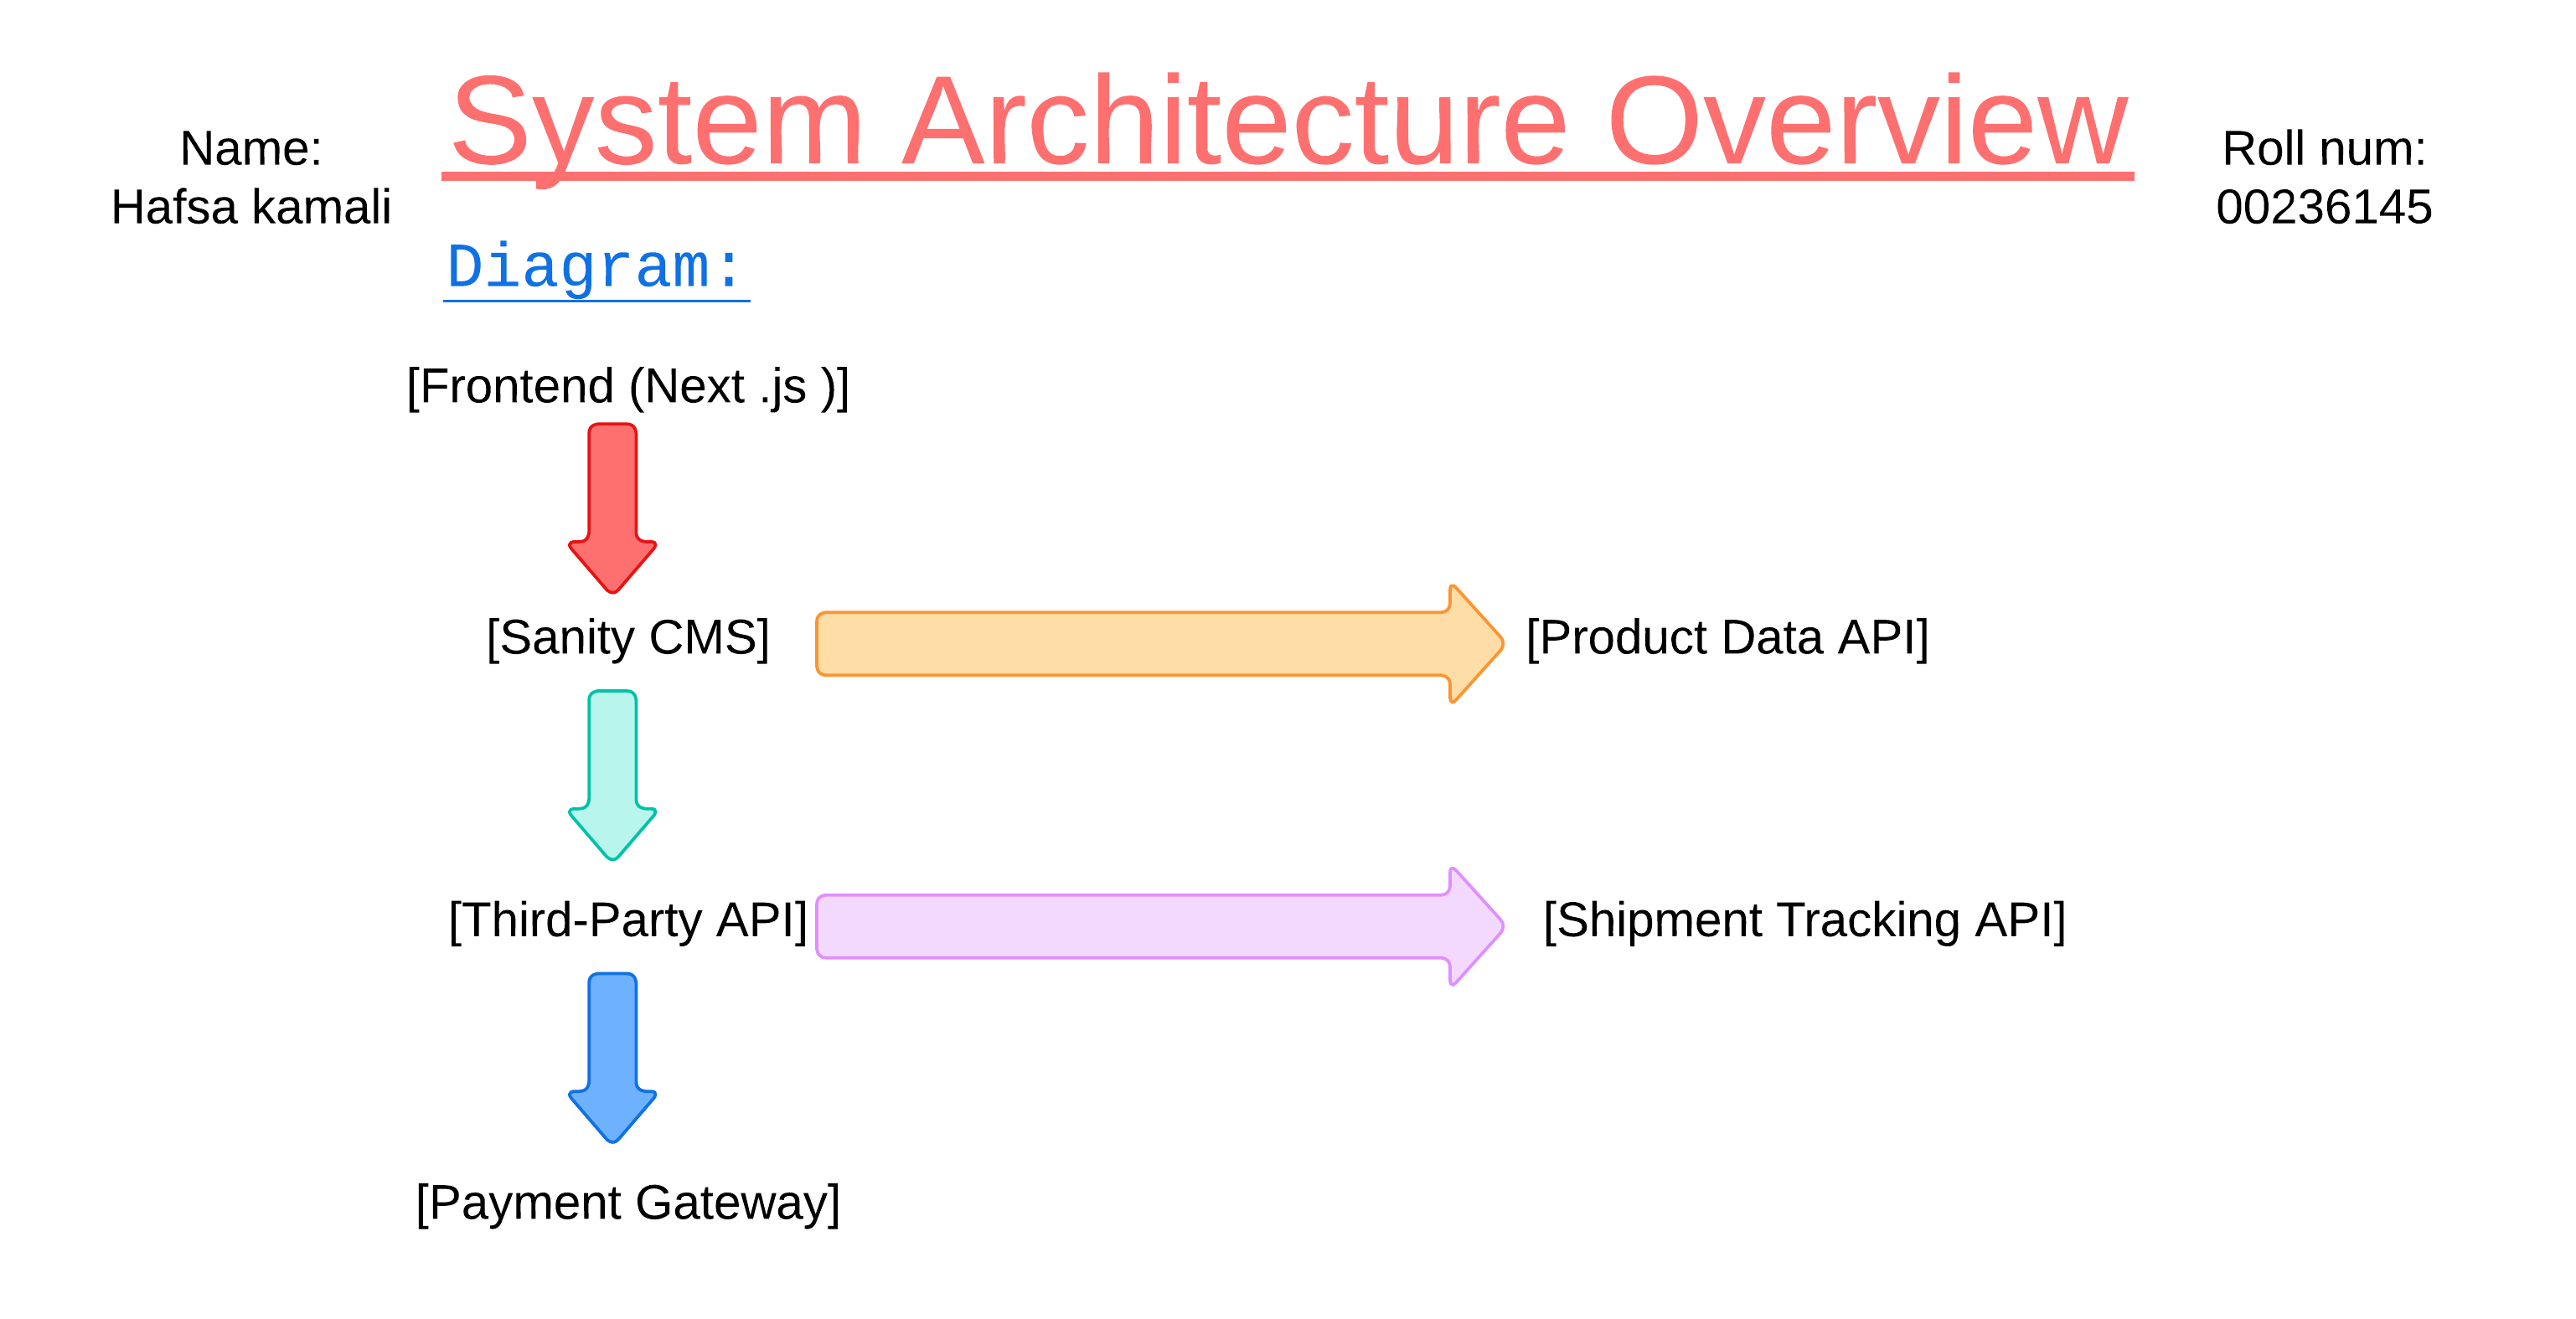 System Architecture Overview
Name:
Hafsa kamali
Roll num:
00236145
Diagram:
[Frontend (Next .js )]
[Sanity CMS]
[Product Data API]
[Third-Party API]
[Shipment Tracking API]
[Payment Gateway]